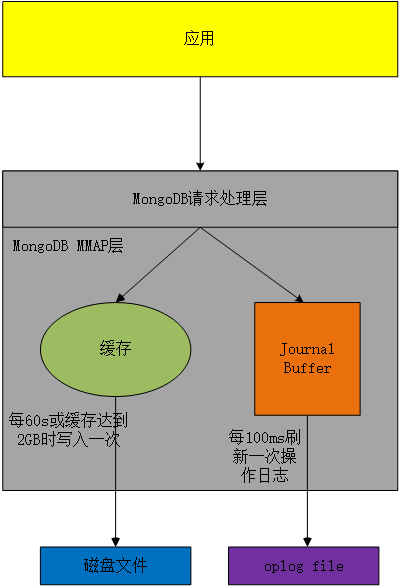 应用
MongoDB请求处理层
MongoDB MMAP层
缓存
Journal
Buffer
每60s或缓存达到
2GB时写入一次
每100ms刷
新一次操
作日志
磁盘文件
oplog file